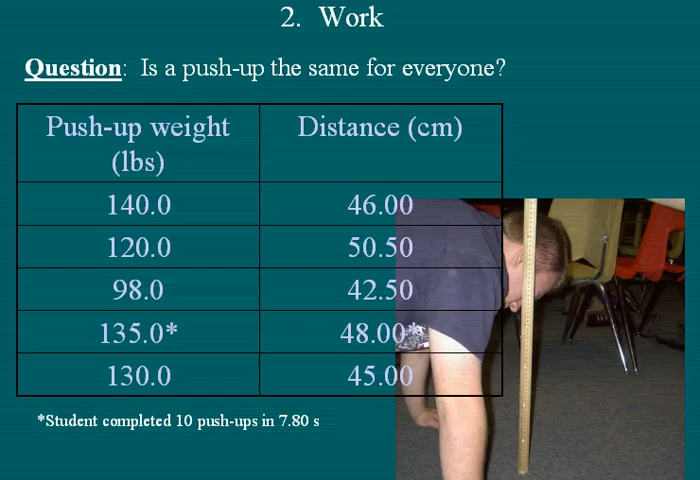 2. Work
Question: Is a push-up the same for everyone?
Push-up weight Distance (cm)
(lbs)
140.0 46.00
120.0 50.50
98.0 42.50
135.0* 48.00*
130.0 45.00
*Student completed 10 push-ups in 7.80 s